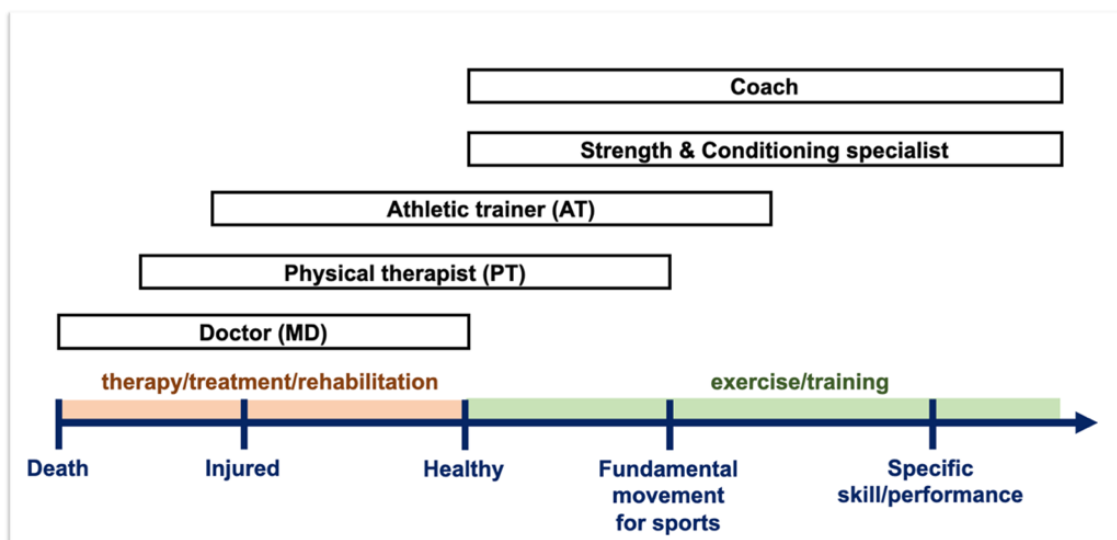 Coach
Strength & Conditioning specialist
Athletic trainer (AT)
Physical therapist (PT)
Doctor (MD)
therapy/treatment/rehabilitation
exercise/training
Death
Injured
Healthy
Fundamental
movement
for sports
Specific
skill/performance